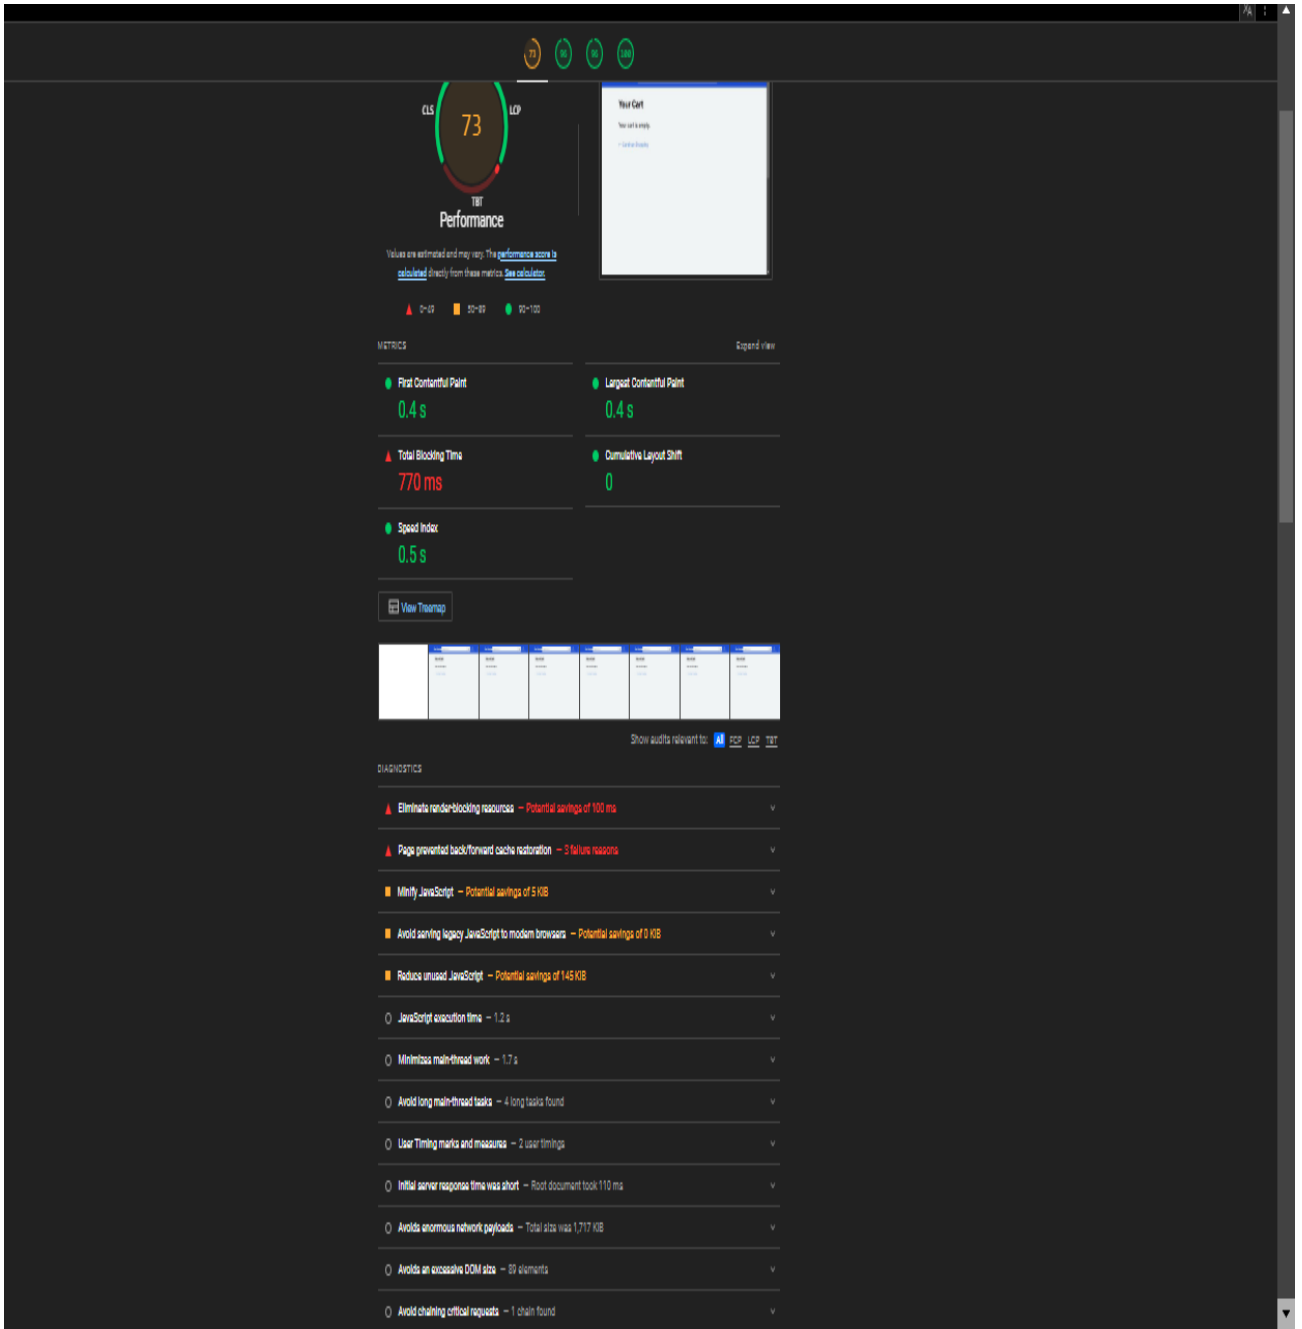 73
100
CLS
LCP
73
TBT
Performance
Values are estimated and may vary. The performance score is
calculated directly from these metrics. See calculator.
0–49
50–89
90–100
Your Cart
Your cart is empty.
METRICS
Expand view
First Contentful Paint
0.4 s
Largest Contentful Paint
0.4 s
Total Blocking Time
770 ms
Cumulative Layout Shift
0
Speed Index
0.5 s
View Treemap
Show audits relevant to: All FCP LCP TBT
DIAGNOSTICS
Eliminate render-blocking resources — Potential savings of 100 ms
Page prevented back/forward cache restoration — 3 failure reasons
Minify JavaScript — Potential savings of 5 KiB
Avoid serving legacy JavaScript to modern browsers — Potential savings of 0 KiB
Reduce unused JavaScript — Potential savings of 145 KiB
JavaScript execution time — 1.2 s
Minimizes main-thread work — 1.7 s
Avoid long main-thread tasks — 4 long tasks found
User Timing marks and measures — 2 user timings
Initial server response time was short — Root document took 110 ms
Avoids enormous network payloads — Total size was 1,717 KiB
Avoids an excessive DOM size — 89 elements
Avoid chaining critical requests — 1 chain found